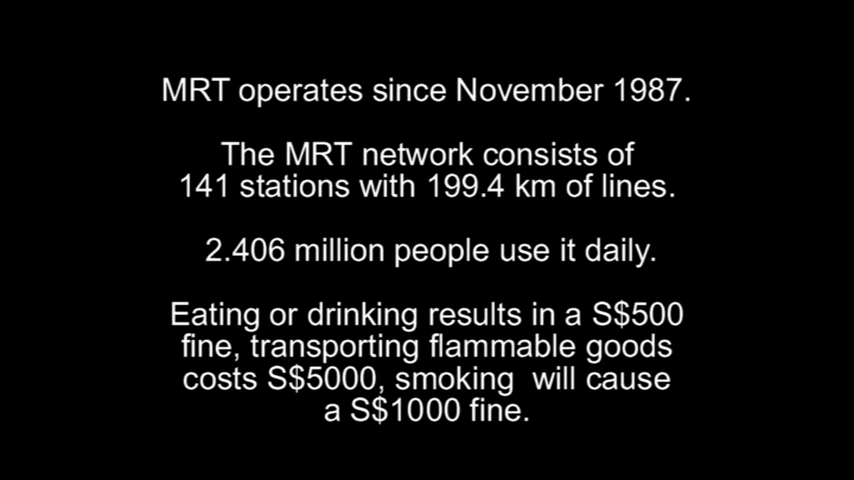 MRT operates since November 1987.
The MRT network consists of
141 stations with 199.4 km of lines.
2.406 million people use it daily.
Eating or drinking results in a S$500
fine, transporting flammable goods
costs S$5000, smoking  will cause
a S$1000 fine.